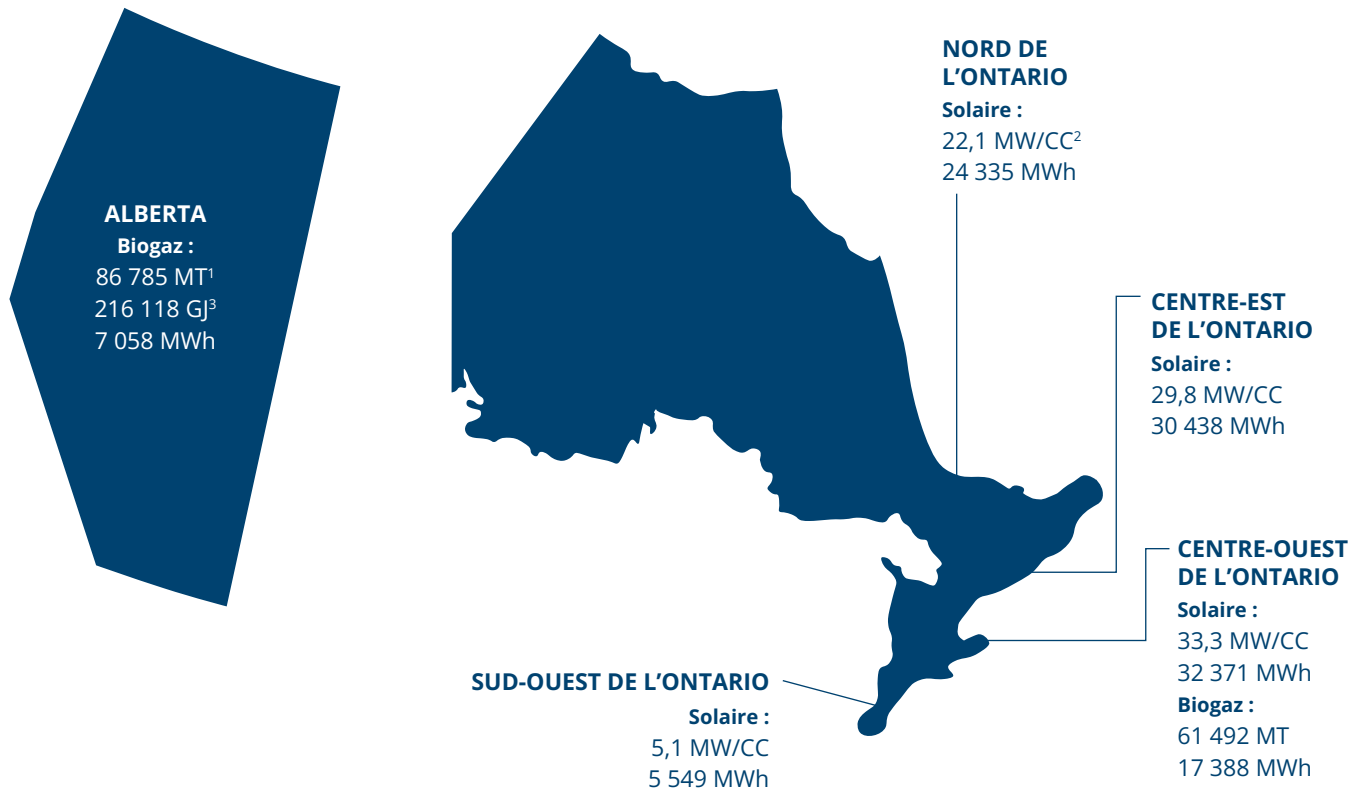 ALBERTA
Biogaz :
86 785 MT¹
216 118 GJ³
7 058 MWh
NORD DE
L’ONTARIO
Solaire :
22,1 MW/CC²
24 335 MWh
CENTRE-EST
DE L’ONTARIO
Solaire :
29,8 MW/CC
30 438 MWh
CENTRE-OUEST
DE L’ONTARIO
Solaire :
33,3 MW/CC
32 371 MWh
Biogaz :
61 492 MT
17 388 MWh
SUD-OUEST DE L’ONTARIO
Solaire :
5,1 MW/CC
5 549 MWh